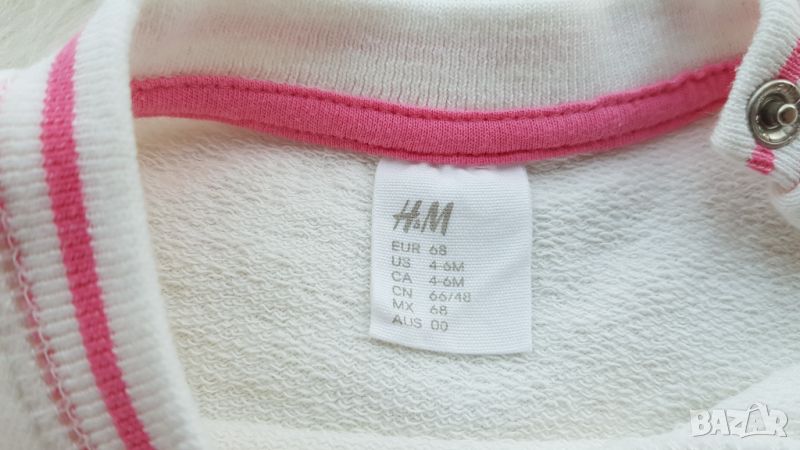 H&M
EUR 68
US 4-6M
CA 4-6M
CN 66/48
MX 68
AUS 00
BAZAR